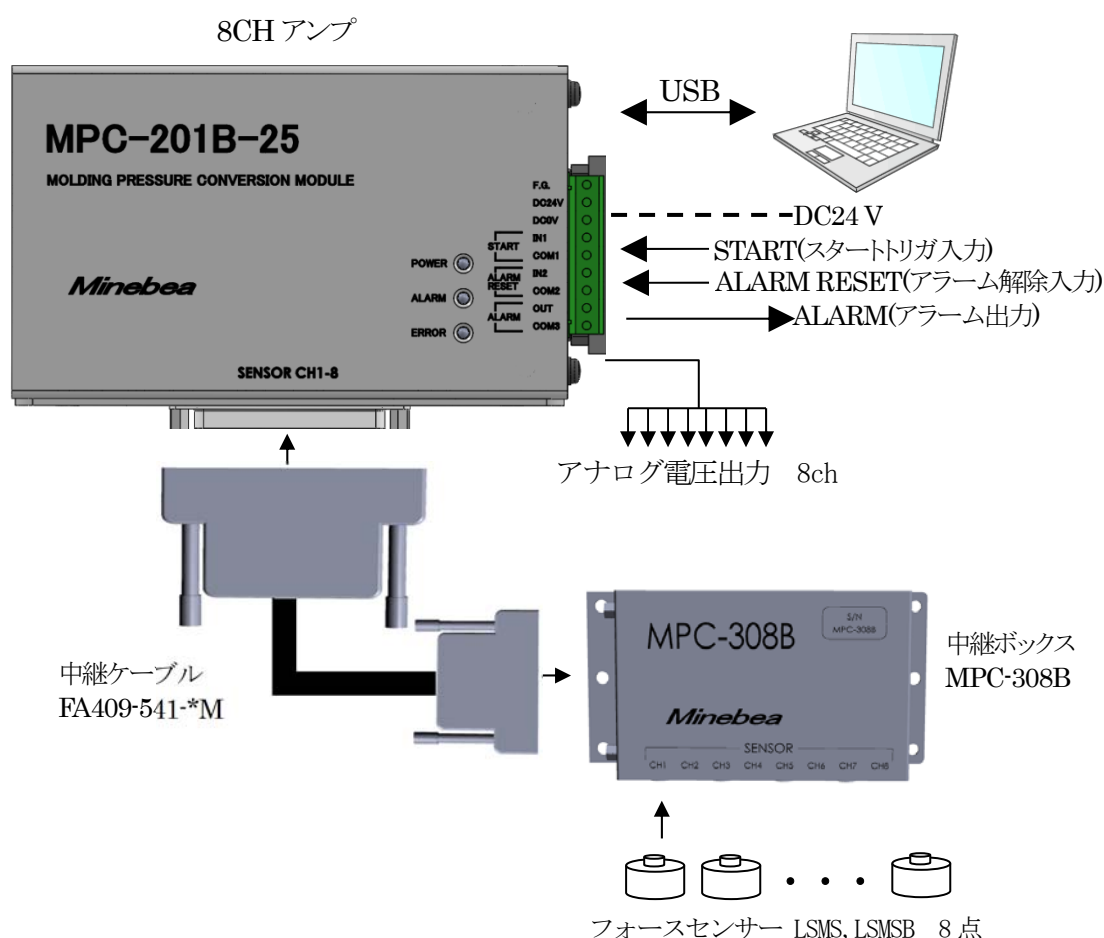 8CH アンプ
MPC-201B-25
MOLDING PRESSURE CONVERSION MODULE
Minebea
POWER
ALARM
ERROR
SENSOR CH1-8
F.G.
DC24V
DC0V
START
IN1
COM1
ALARM RESET
IN2
COM2
ALARM
OUT
COM3
USB
DC24 V
START(スタートトリガ入力)
ALARM RESET(アラーム解除入力)
ALARM(アラーム出力)
アナログ電圧出力 8ch
中継ケーブル
FA409-541-*M
MPC-308B
S/N
MPC-308B
Minebea
SENSOR
CH1 CH2 CH3 CH4 CH5 CH6 CH7 CH8
中継ボックス
MPC-308B
フォースセンサー LSMS, LSMSB 8点